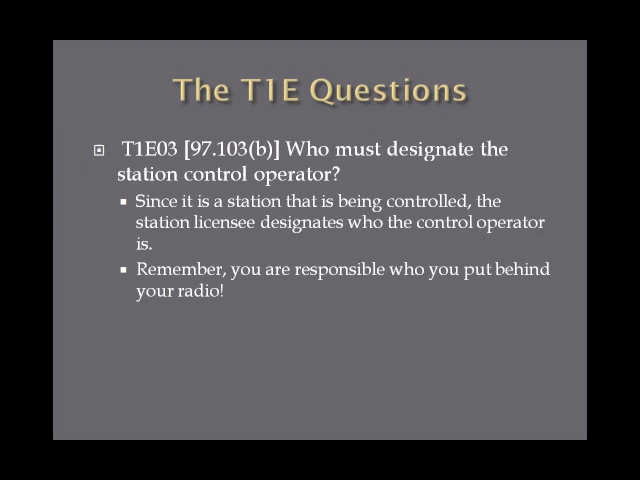 The T1E Questions
T1E03 [97.103(b)] Who must designate the
station control operator?
Since it is a station that is being controlled, the
station licensee designates who the control operator
is.
Remember, you are responsible who you put behind
your radio!